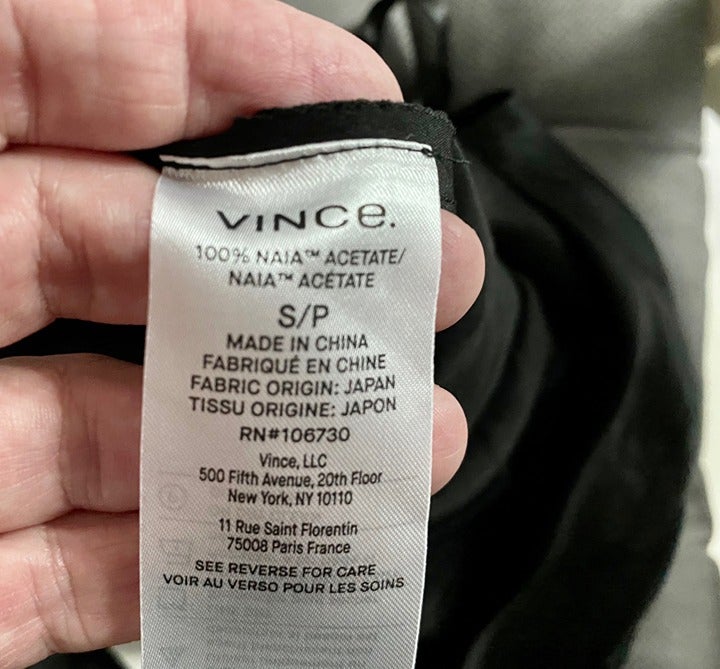 VINCe.
100% NAIA™ ACETATE/
NAIA™ ACÉTATE
S/P
MADE IN CHINA
FABRIQUÉ EN CHINE
FABRIC ORIGIN: JAPAN
TISSU ORIGINE: JAPON
RN#106730
Vince, LLC
500 Fifth Avenue, 20th Floor
New York, NY 10110
11 Rue Saint Florentin
75008 Paris France
SEE REVERSE FOR CARE
VOIR AU VERSO POUR LES SOINS